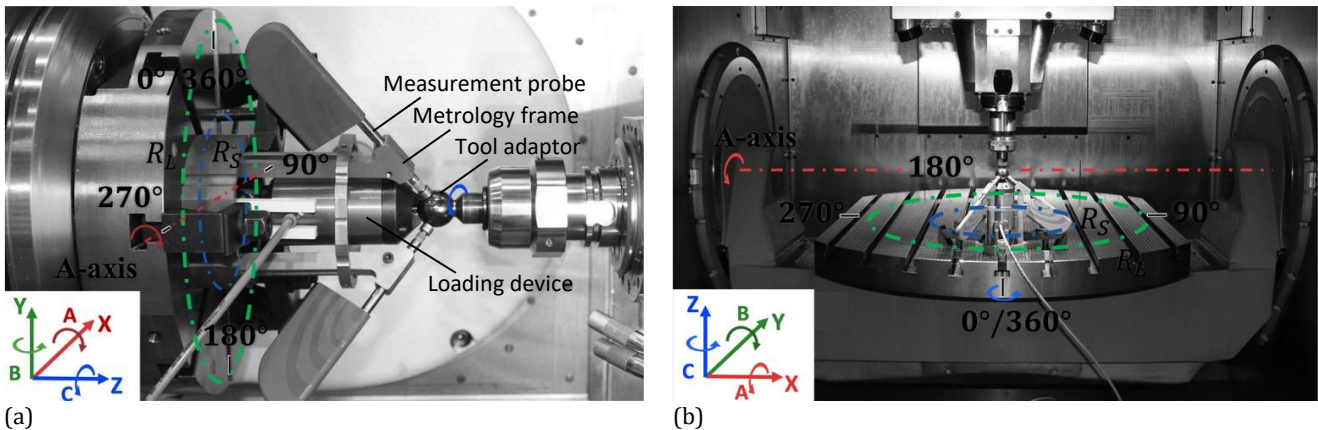 0°/360°
Measurement probe
Metrology frame
Tool adaptor
R_L
R_S
90°
270°
A-axis
Loading device
180°
Y
A
X
B
C
Z
(a)
A-axis
180°
270°
90°
R_S
R_L
0°/360°
Z
B
Y
C
A
X
(b)